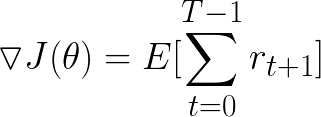 ▽J(θ) = E[∑_{t=0}^{T−1} r_{t+1}]